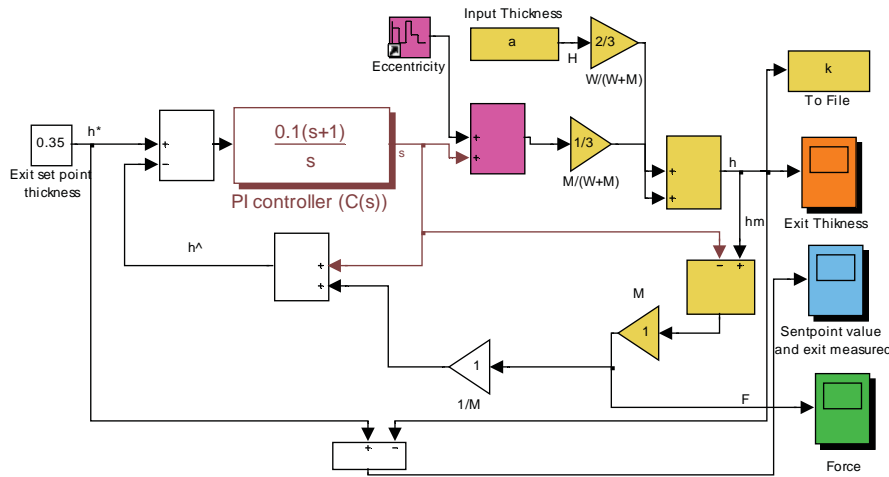 Input Thickness
a
H
2/3
W/(W+M)
Eccentricity
k
To File
0.35
h*
Exit set point
thickness
+
−
0.1(s+1)
s
s
PI controller (C(s))
+
+
1/3
M/(W+M)
+
+
h
hm
Exit Thikness
h^
+
+
− +
M
1
1
1/M
Sentpoint value
and exit measured
F
Force
+ −